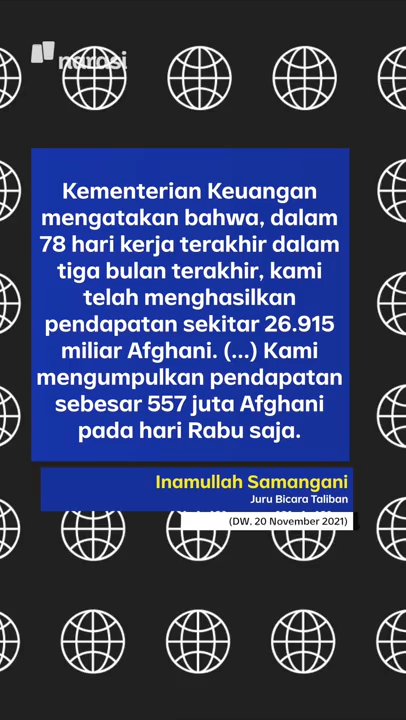 narasi
Kementerian Keuangan
mengatakan bahwa, dalam
78 hari kerja terakhir dalam
tiga bulan terakhir, kami
telah menghasilkan
pendapatan sekitar 26.915
miliar Afghani. (...) Kami
mengumpulkan pendapatan
sebesar 557 juta Afghani
pada hari Rabu saja.
Inamullah Samangani
Juru Bicara Taliban
(DW. 20 November 2021)